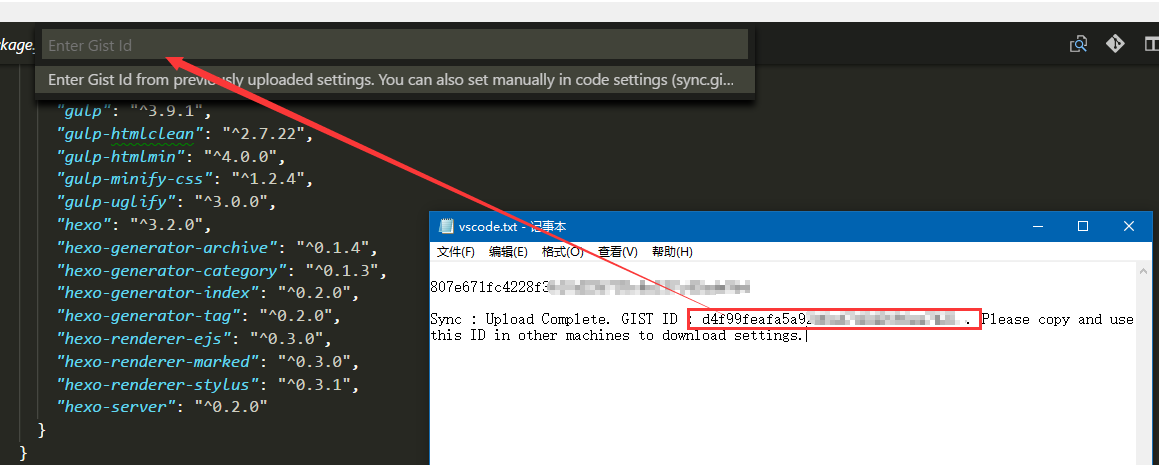 Enter Gist Id
Enter Gist Id from previously uploaded settings. You can also set manually in code settings (sync.gi...
"gulp": "^3.9.1",
"gulp-htmlclean": "^2.7.22",
"gulp-htmlmin": "^4.0.0",
"gulp-minify-css": "^1.2.4",
"gulp-uglify": "^3.0.0",
"hexo": "^3.2.0",
"hexo-generator-archive": "^0.1.4",
"hexo-generator-category": "^0.1.3",
"hexo-generator-index": "^0.2.0",
"hexo-generator-tag": "^0.2.0",
"hexo-renderer-ejs": "^0.3.0",
"hexo-renderer-marked": "^0.3.0",
"hexo-renderer-stylus": "^0.3.1",
"hexo-server": "^0.2.0"
}
}
vscode.txt - 记事本
文件(F) 编辑(E) 格式(O) 查看(V) 帮助(H)
807e671fc4228f3
Sync : Upload Complete. GIST ID : d4f99feafa5a9 . Please copy and use
this ID in other machines to download settings.